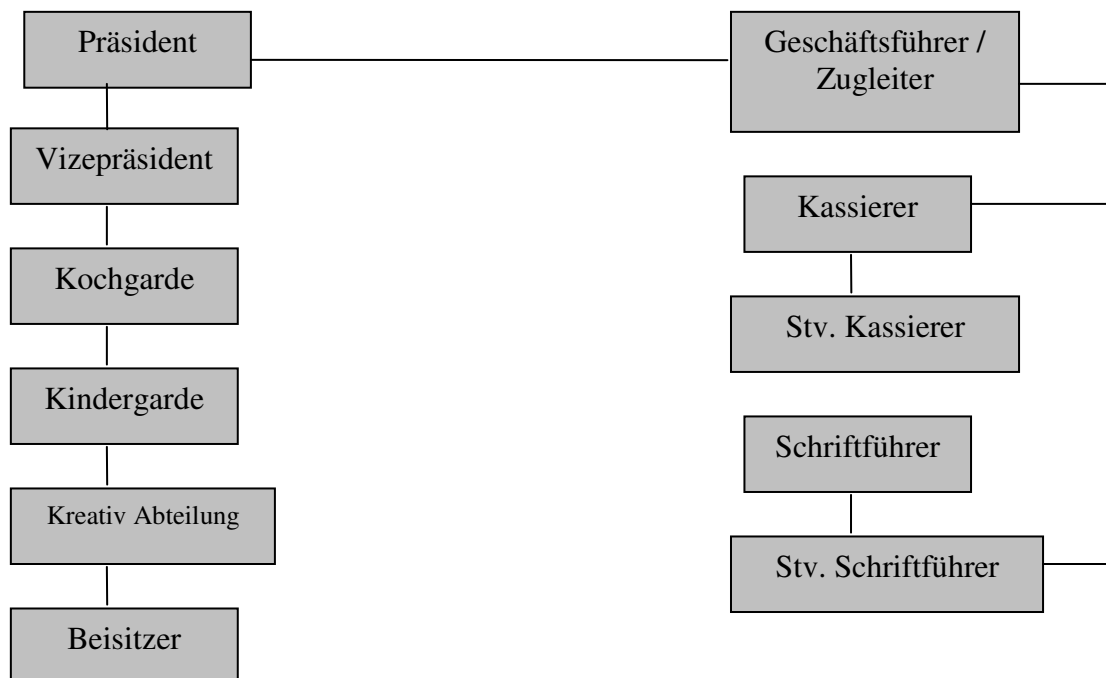 Präsident
Geschäftsführer /
Zugleiter
Vizepräsident
Kassierer
Kochgarde
Stv. Kassierer
Kindergarde
Schriftführer
Kreativ Abteilung
Stv. Schriftführer
Beisitzer